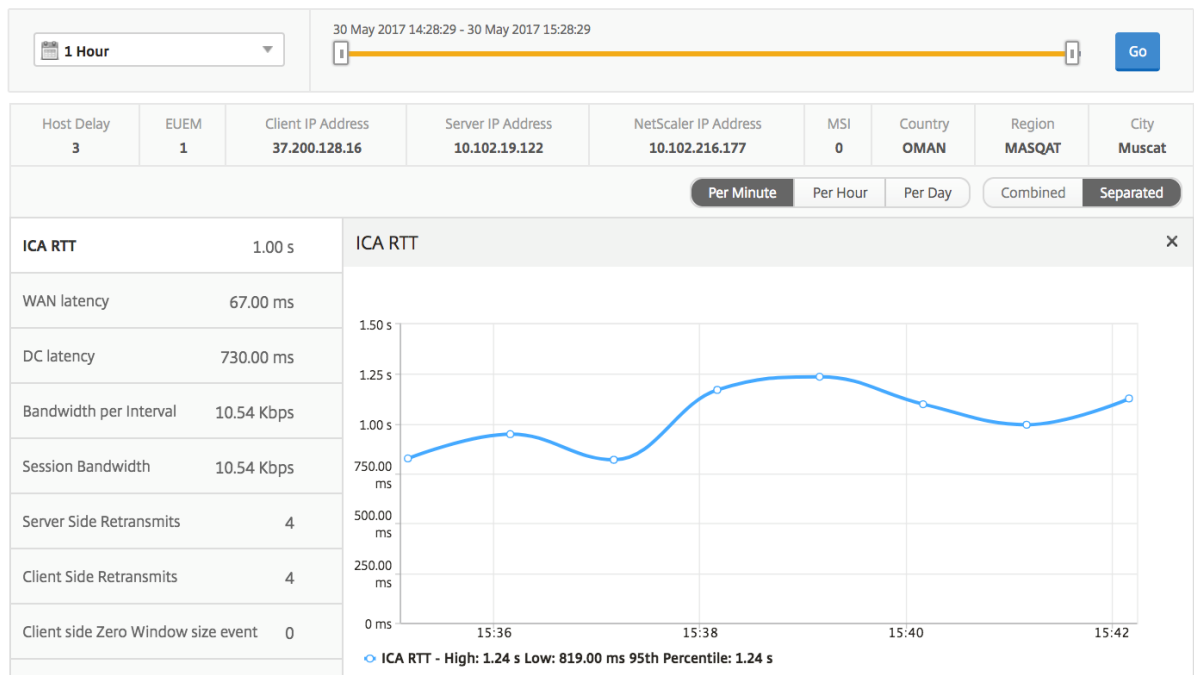 30 May 2017 14:28:29 - 30 May 2017 15:28:29
1 Hour
Go
Host Delay EUEM Client IP Address Server IP Address NetScaler IP Address MSI Country Region City
3 1 37.200.128.16 10.102.19.122 10.102.216.177 0 OMAN MASQAT Muscat
Per Minute Per Hour Per Day Combined Separated
ICA RTT 1.00 s
WAN latency 67.00 ms
DC latency 730.00 ms
Bandwidth per Interval 10.54 Kbps
Session Bandwidth 10.54 Kbps
Server Side Retransmits 4
Client Side Retransmits 4
Client side Zero Window size event 0
ICA RTT ×
1.50 s
1.25 s
1.00 s
750.00
ms
500.00
ms
250.00
ms
0 ms
15:36 15:38 15:40 15:42
ICA RTT - High: 1.24 s Low: 819.00 ms 95th Percentile: 1.24 s